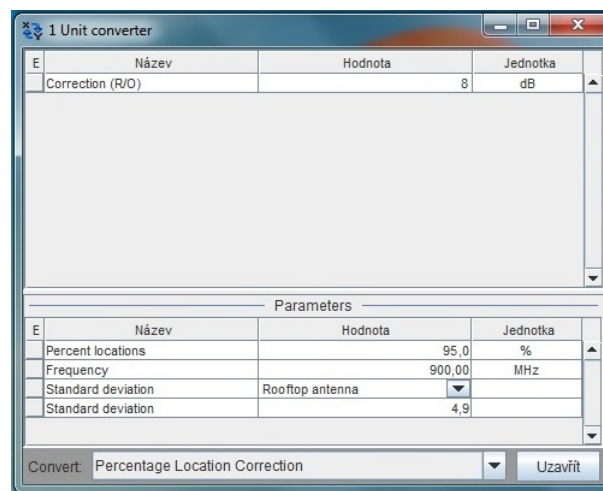 1 Unit converter
E Název Hodnota Jednotka
Correction (R/O) 8 dB
Parameters
E Název Hodnota Jednotka
Percent locations 95,0 %
Frequency 900,00 MHz
Standard deviation Rooftop antenna
Standard deviation 4,9
Convert: Percentage Location Correction Uzavřít